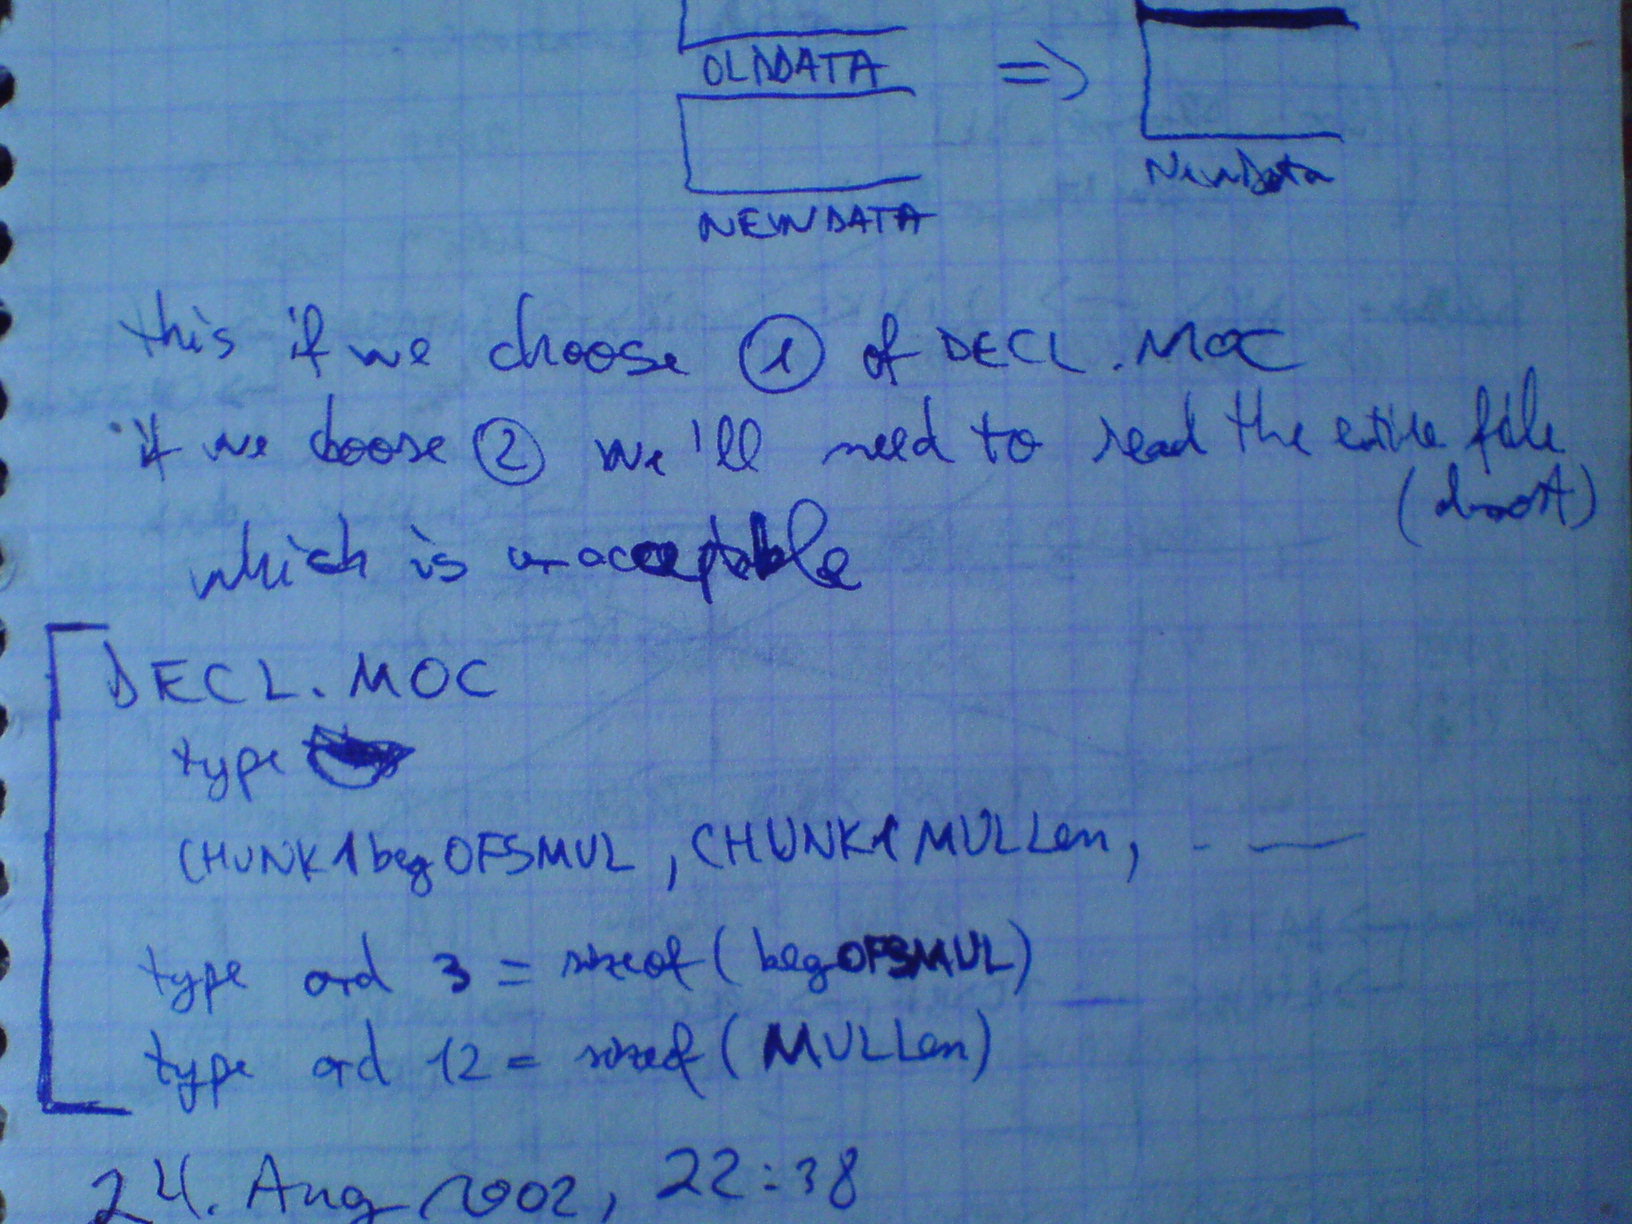 OLDDATA => NewData
NEWDATA
this if we choose ① of DECL.MOC
if we choose ② we'll need to read the entire file
(almost)
which is unacceptable
DECL.MOC
type
CHUNK1begOFSMUL, CHUNK1MULLen,
type ord 3 = sizeof(begOFSMUL)
type ord 12 = sizeof(MULLen)
24. Aug 2002, 22:38